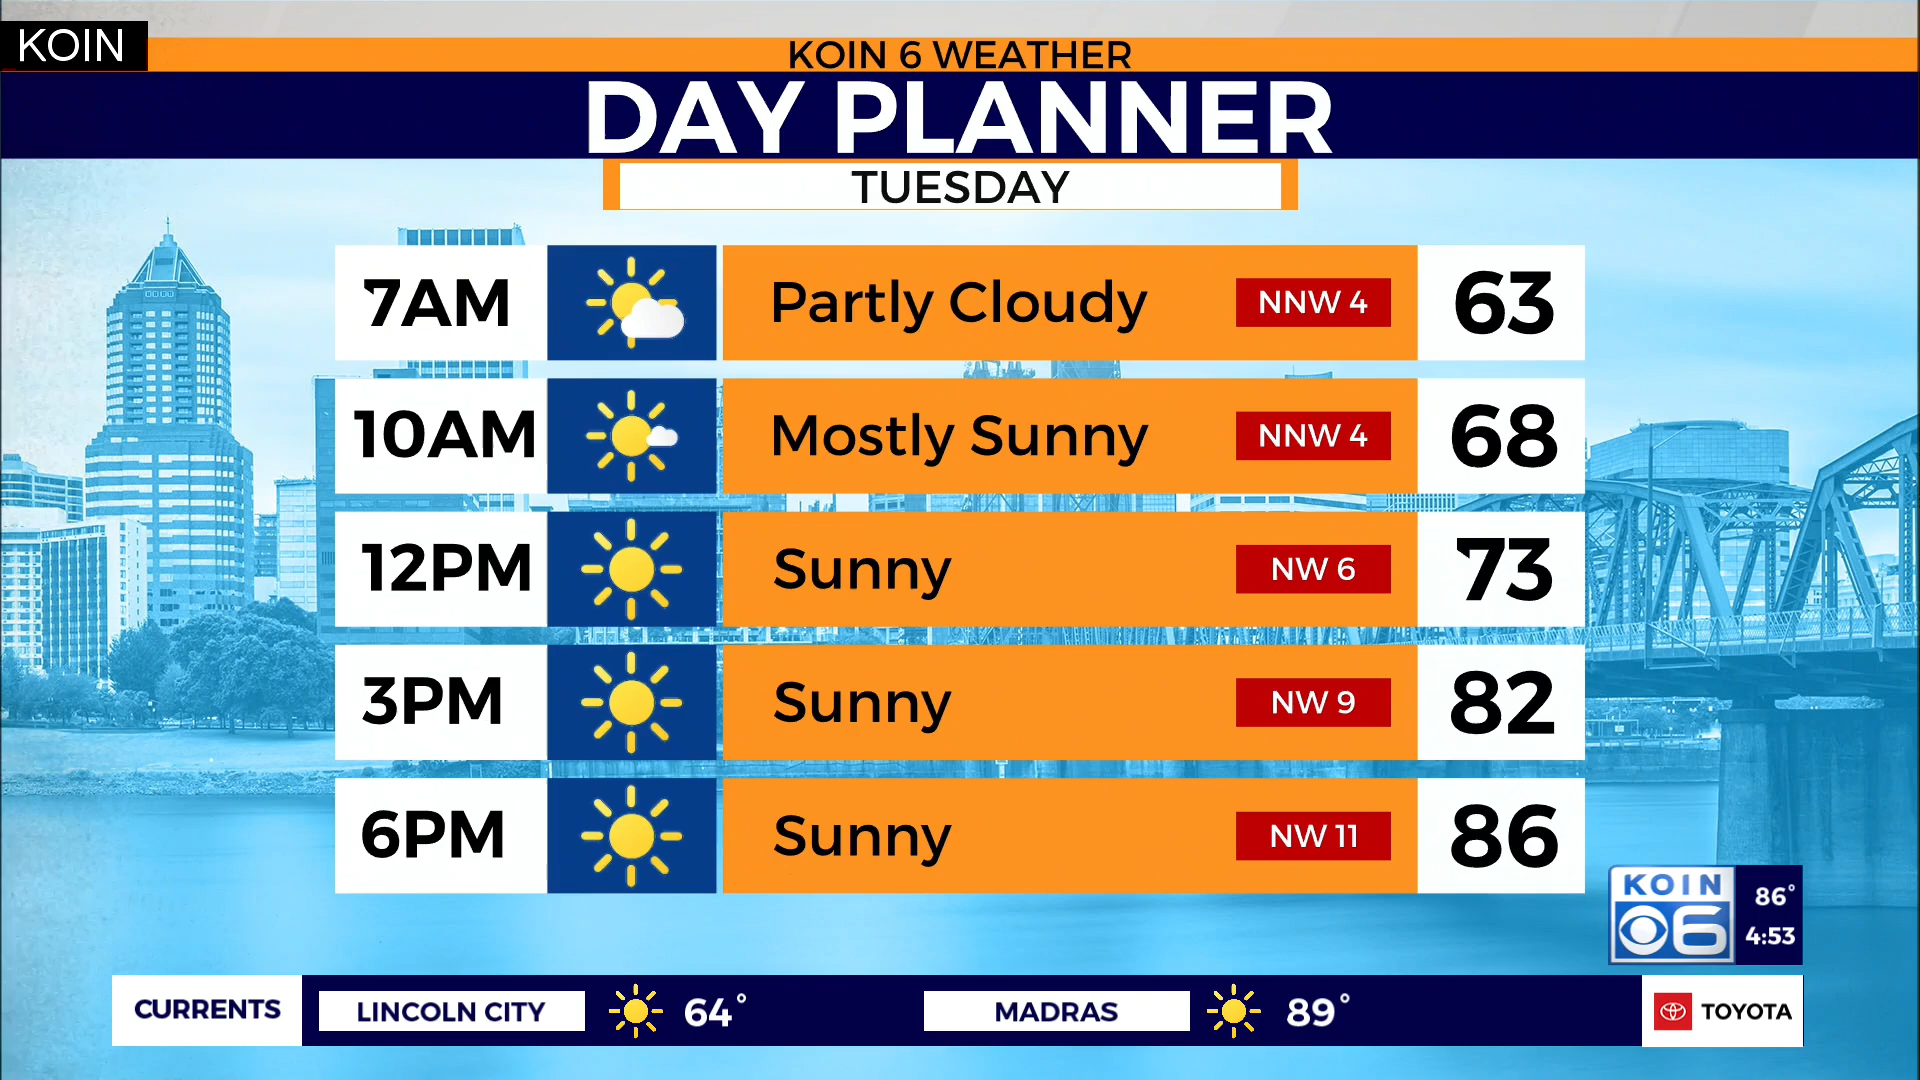 KOIN
KOIN 6 WEATHER
DAY PLANNER
TUESDAY
7AM Partly Cloudy NNW 4 63
10AM Mostly Sunny NNW 4 68
12PM Sunny NW 6 73
3PM Sunny NW 9 82
6PM Sunny NW 11 86
KOIN 6 86°
4:53
CURRENTS LINCOLN CITY 64° MADRAS 89° TOYOTA